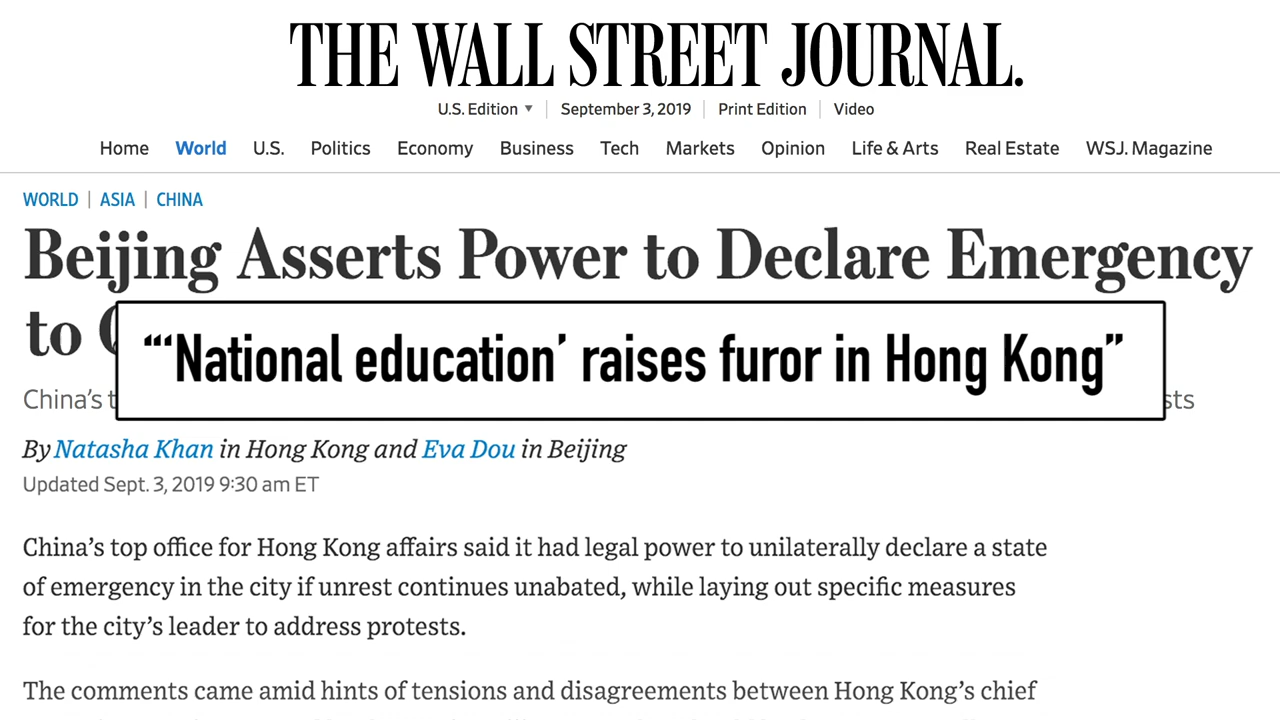 THE WALL STREET JOURNAL.
U.S. Edition ▼ | September 3, 2019 | Print Edition | Video
Home World U.S. Politics Economy Business Tech Markets Opinion Life & Arts Real Estate WSJ. Magazine
WORLD | ASIA | CHINA
Beijing Asserts Power to Declare Emergency
to
“‘National education’ raises furor in Hong Kong”
China’s
By Natasha Khan in Hong Kong and Eva Dou in Beijing
Updated Sept. 3, 2019 9:30 am ET
China’s top office for Hong Kong affairs said it had legal power to unilaterally declare a state
of emergency in the city if unrest continues unabated, while laying out specific measures
for the city’s leader to address protests.
The comments came amid hints of tensions and disagreements between Hong Kong’s chief